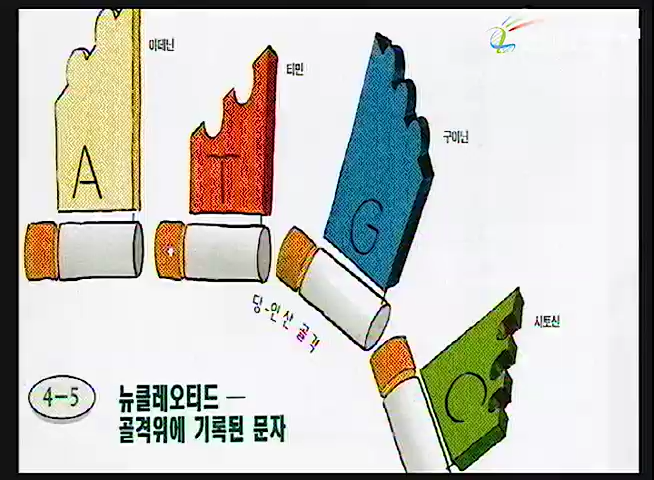 아데닌
티민
구아닌
A
T
G
당-인산 골격
시토신
C
4-5
뉴클레오티드 —
골격위에 기록된 문자